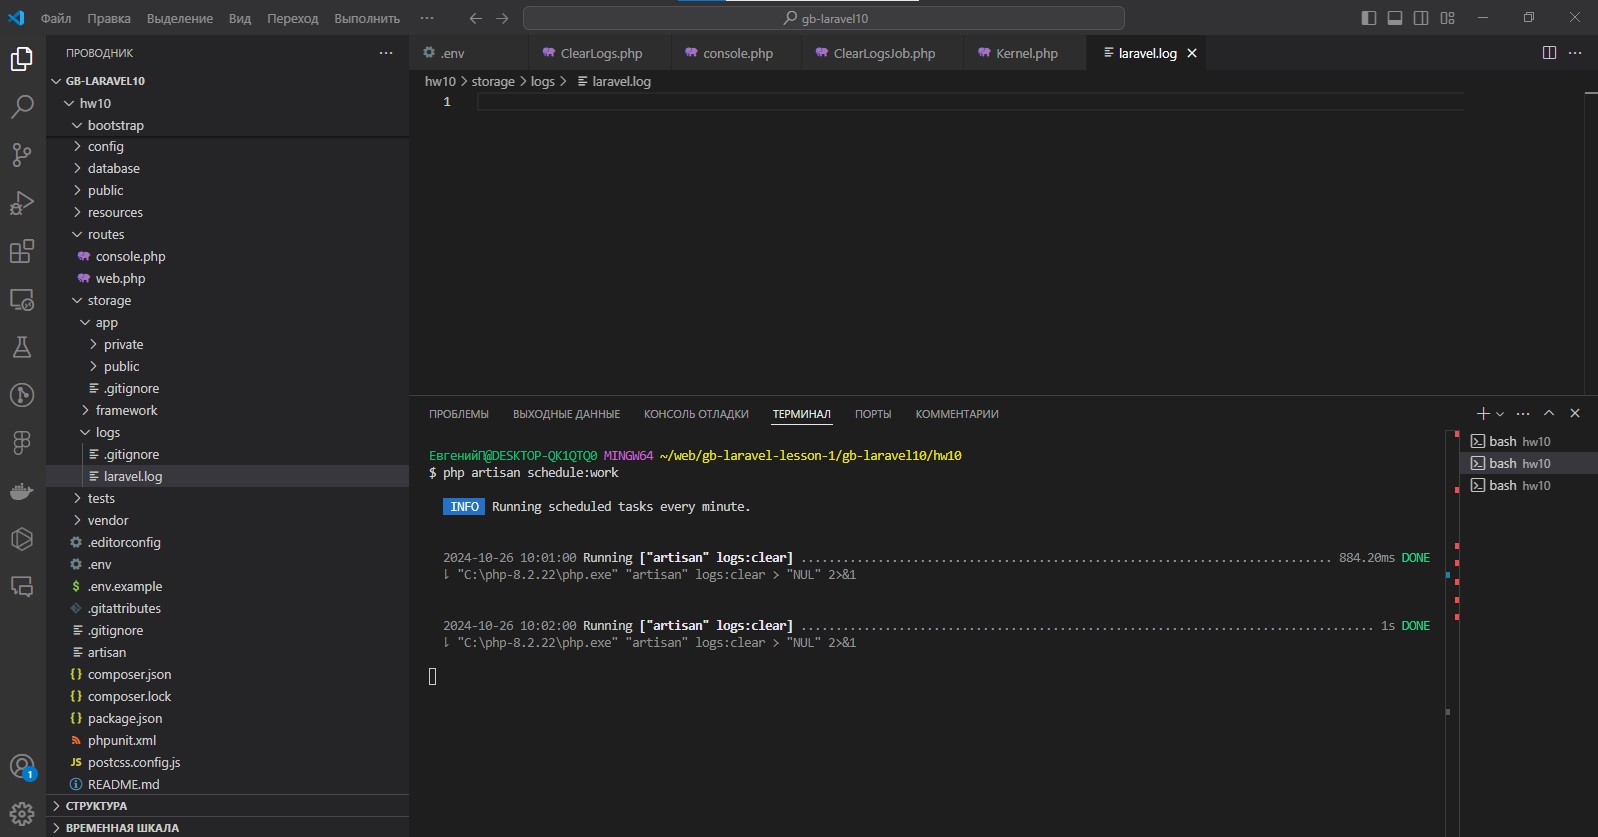 Файл Правка Выделение Вид Переход Выполнить ··· gb-laravel10
ПРОВОДНИК ···
GB-LARAVEL10
hw10
bootstrap
config
database
public
resources
routes
console.php
web.php
storage
app
private
public
.gitignore
framework
logs
.gitignore
laravel.log
tests
vendor
.editorconfig
.env
.env.example
.gitattributes
.gitignore
artisan
composer.json
composer.lock
package.json
phpunit.xml
JS postcss.config.js
README.md
СТРУКТУРА
ВРЕМЕННАЯ ШКАЛА
1
.env ClearLogs.php console.php ClearLogsJob.php Kernel.php laravel.log
hw10 > storage > logs > laravel.log
1
ПРОБЛЕМЫ ВЫХОДНЫЕ ДАННЫЕ КОНСОЛЬ ОТЛАДКИ ТЕРМИНАЛ ПОРТЫ КОММЕНТАРИИ
ЕвгенийП@DESKTOP-QK1QTQ0 MINGW64 ~/web/gb-laravel-lesson-1/gb-laravel10/hw10
$ php artisan schedule:work
INFO Running scheduled tasks every minute.
2024-10-26 10:01:00 Running ["artisan" logs:clear] ........................................................................... 884.20ms DONE
⇂ "C:\php-8.2.22\php.exe" "artisan" logs:clear > "NUL" 2>&1
2024-10-26 10:02:00 Running ["artisan" logs:clear] ................................................................................. 1s DONE
⇂ "C:\php-8.2.22\php.exe" "artisan" logs:clear > "NUL" 2>&1
bash hw10
bash hw10
bash hw10